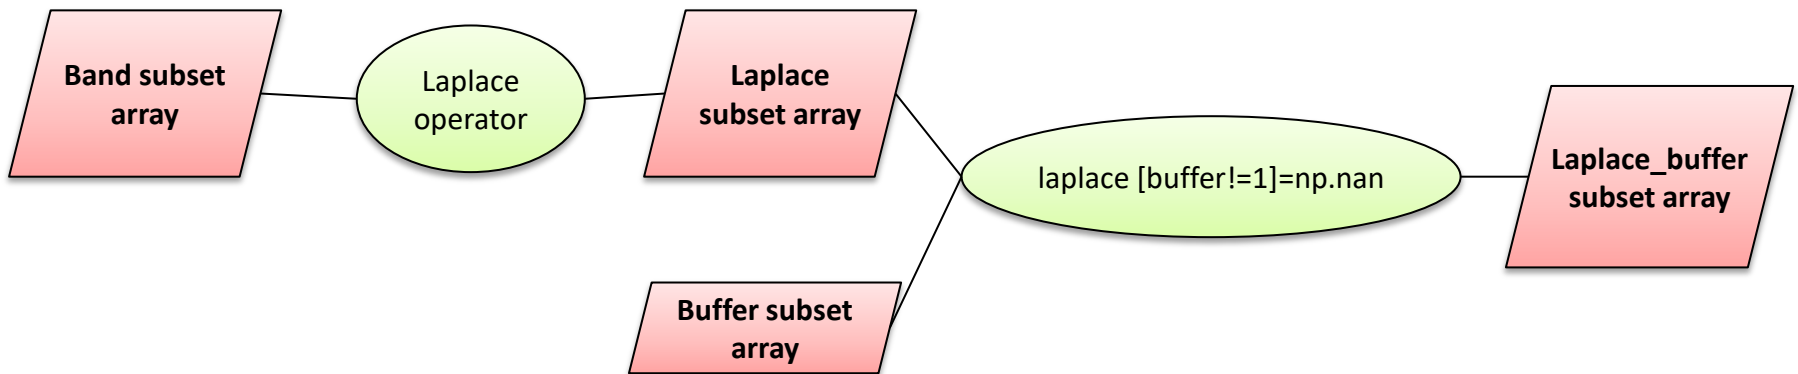 Band subset
array
Laplace
operator
Laplace
subset array
laplace [buffer!=1]=np.nan
Laplace_buffer
subset array
Buffer subset
array